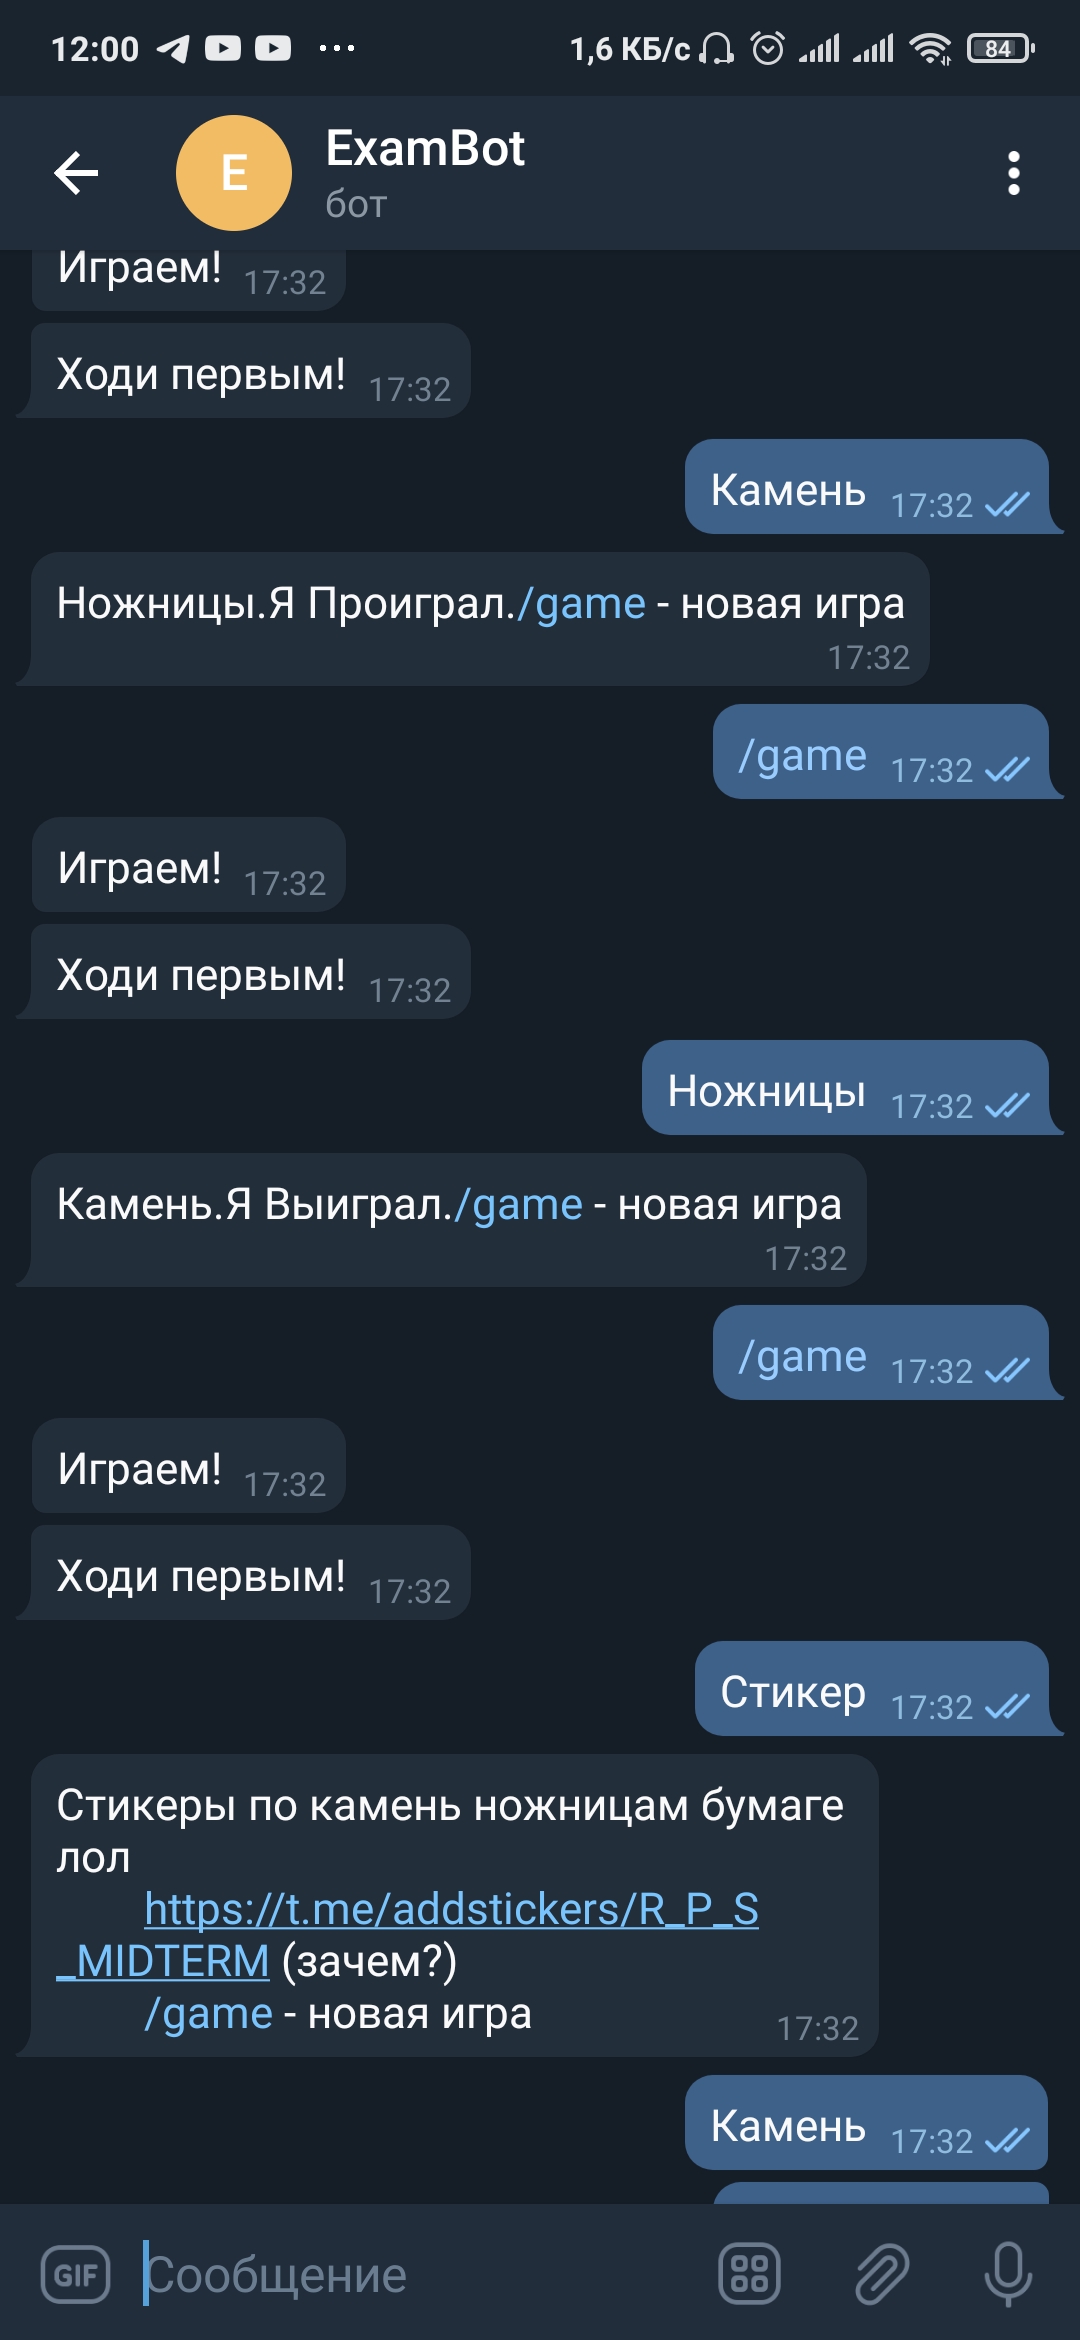 12:00 1,6 КБ/с 84
E ExamBot
бот
Играем! 17:32
Ходи первым! 17:32
Камень 17:32
Ножницы.Я Проиграл./game - новая игра
17:32
/game 17:32
Играем! 17:32
Ходи первым! 17:32
Ножницы 17:32
Камень.Я Выиграл./game - новая игра
17:32
/game 17:32
Играем! 17:32
Ходи первым! 17:32
Стикер 17:32
Стикеры по камень ножницам бумаге
лол
https://t.me/addstickers/R_P_S
_MIDTERM (зачем?)
/game - новая игра 17:32
Камень 17:32
GIF Сообщение